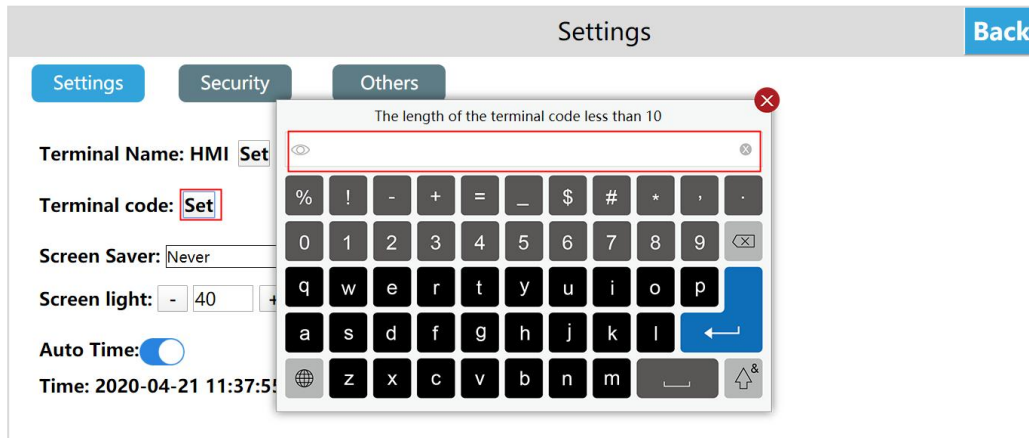 Settings
Back
Settings Security Others
The length of the terminal code less than 10
Terminal Name: HMI Set
Terminal code: Set
% ! - + = _ $ # * , .
Screen Saver: Never
0 1 2 3 4 5 6 7 8 9
Screen light: - 40 +
q w e r t y u i o p
Auto Time:
a s d f g h j k l
Time: 2020-04-21 11:37:55
z x c v b n m &